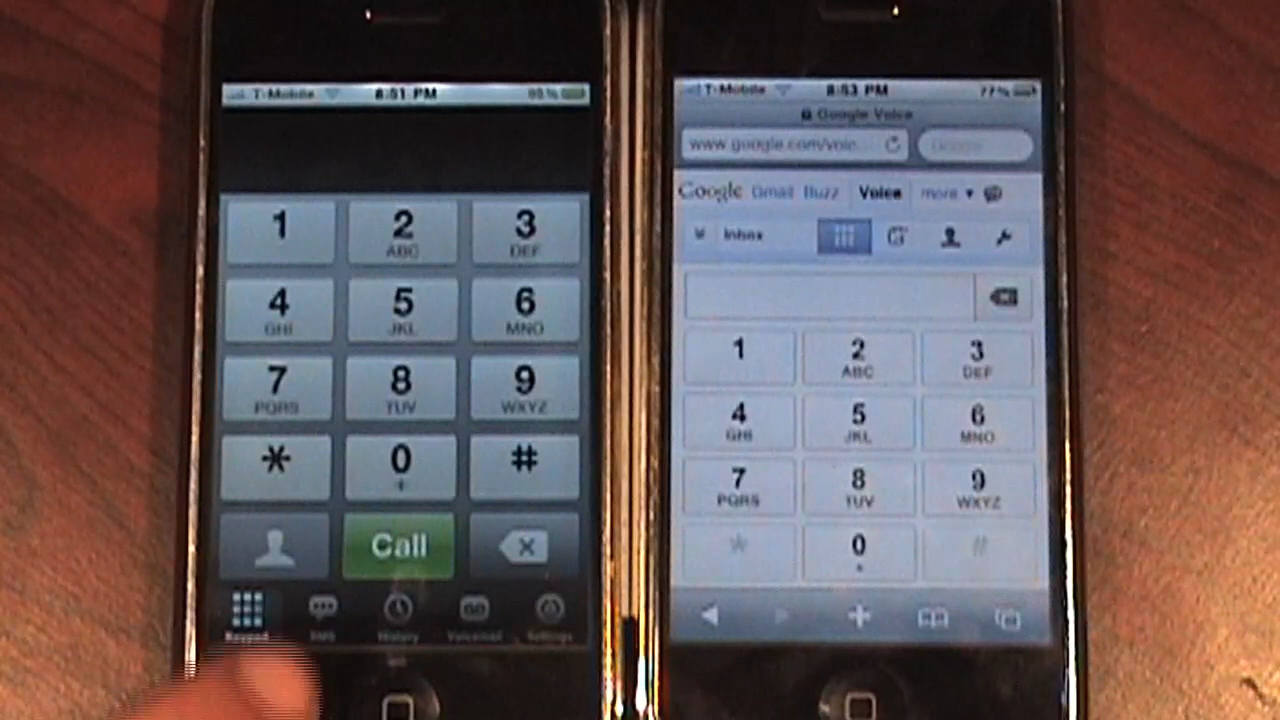 T-Mobile 8:51 PM
1 2 3
ABC DEF
4 5 6
GHI JKL MNO
7 8 9
PQRS TUV WXYZ
* 0 #
+
Call
Keypad SMS History Voicemail Settings
T-Mobile 8:53 PM 77%
Google Voice
www.google.com/voic... Google
Google Gmail Buzz Voice more
Inbox
1 2 3
ABC DEF
4 5 6
GHI JKL MNO
7 8 9
PQRS TUV WXYZ
* 0 #
+